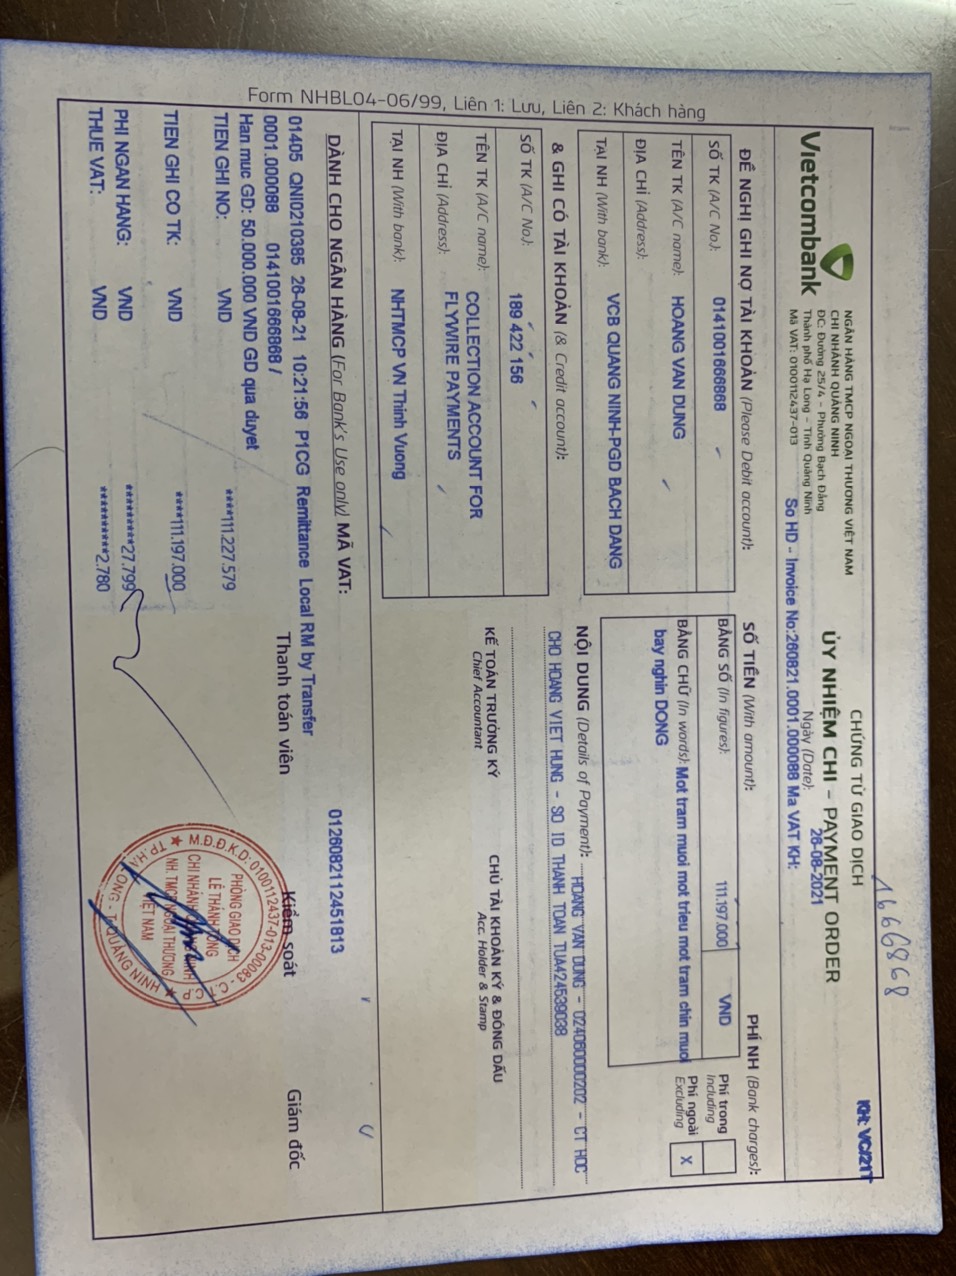 1666868
Vietcombank
NGÂN HÀNG TMCP NGOẠI THƯƠNG VIỆT NAM
CHI NHÁNH QUẢNG NINH
ĐC: Đường 25/4 - Phường Bạch Đằng
Thành phố Hạ Long - Tỉnh Quảng Ninh
Mã VAT: 0100112437-013
CHỨNG TỪ GIAO DỊCH
KH: VC/21T
ỦY NHIỆM CHI - PAYMENT ORDER
Ngày (Date): 26-08-2021
So HD - Invoice No:260821.0001.000088 Ma VAT KH:
ĐỀ NGHỊ GHI NỢ TÀI KHOẢN (Please Debit account):
SỐ TK (A/C No.): 0141001666868
TÊN TK (A/C name): HOANG VAN DUNG
ĐỊA CHỈ (Address):
TẠI NH (With bank): VCB QUANG NINH-PGD BACH DANG
& GHI CÓ TÀI KHOẢN (& Credit account):
SỐ TK (A/C No.): 189 422 156
TÊN TK (A/C name): COLLECTION ACCOUNT FOR
FLYWIRE PAYMENTS
ĐỊA CHỈ (Address):
TẠI NH (With bank): NHTMCP VN Thinh Vuong
SỐ TIỀN (With amount):
PHÍ NH (Bank charges):
BẰNG SỐ (In figures): 111.197.000 VND
Phí trong
Including
Phí ngoài X
Excluding
BẰNG CHỮ (In words): Mot tram muoi mot trieu mot tram chin muoi
bay nghin DONG
NỘI DUNG (Details of Payment): HOANG VAN DUNG - 024060000202 - CT HOC
CHO HOANG VIET HUNG - SO ID THANH TOAN TUA424539038
KẾ TOÁN TRƯỞNG KÝ
Chief Accountant
CHỦ TÀI KHOẢN KÝ & ĐÓNG DẤU
Acc. Holder & Stamp
Form NHBL04-06/99, Liên 1: Lưu, Liên 2: Khách hàng
DÀNH CHO NGÂN HÀNG (For Bank's Use only) MÃ VAT:
0126082112451813
01405 QNI0210385 26-08-21 10:21:56 P1CG Remittance Local RM by Transfer
0001.000088 0141001666868 /
Han muc GD: 50.000.000 VND GD qua duyet
Thanh toán viên
Kiểm soát
Giám đốc
TIEN GHI NO: VND ****111.227.579
TIEN GHI CO TK: VND ****111.197.000
PHI NGAN HANG: VND *********27.799
THUE VAT: VND **********2.780
M.Đ.Đ.K.D: 0100112437-013-00083 - C.T.C.P
PHÒNG GIAO DỊCH
LÊ THÁNH TÔNG
CHI NHÁNH QUẢNG NINH
NH. TMCP NGOẠI THƯƠNG
VIỆT NAM
TP. HẠ LONG - T. QUẢNG NINH